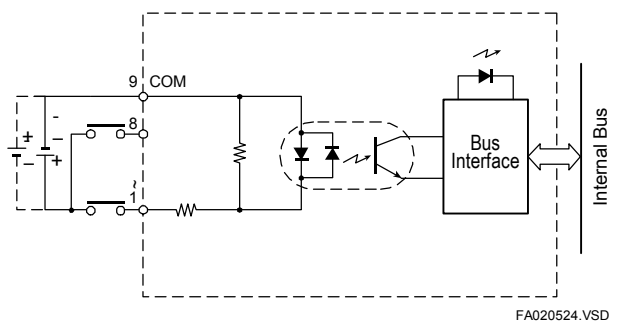 9 COM
8
~
1
+
-
-
+
-
Bus
Interface
Internal Bus
FA020524.VSD